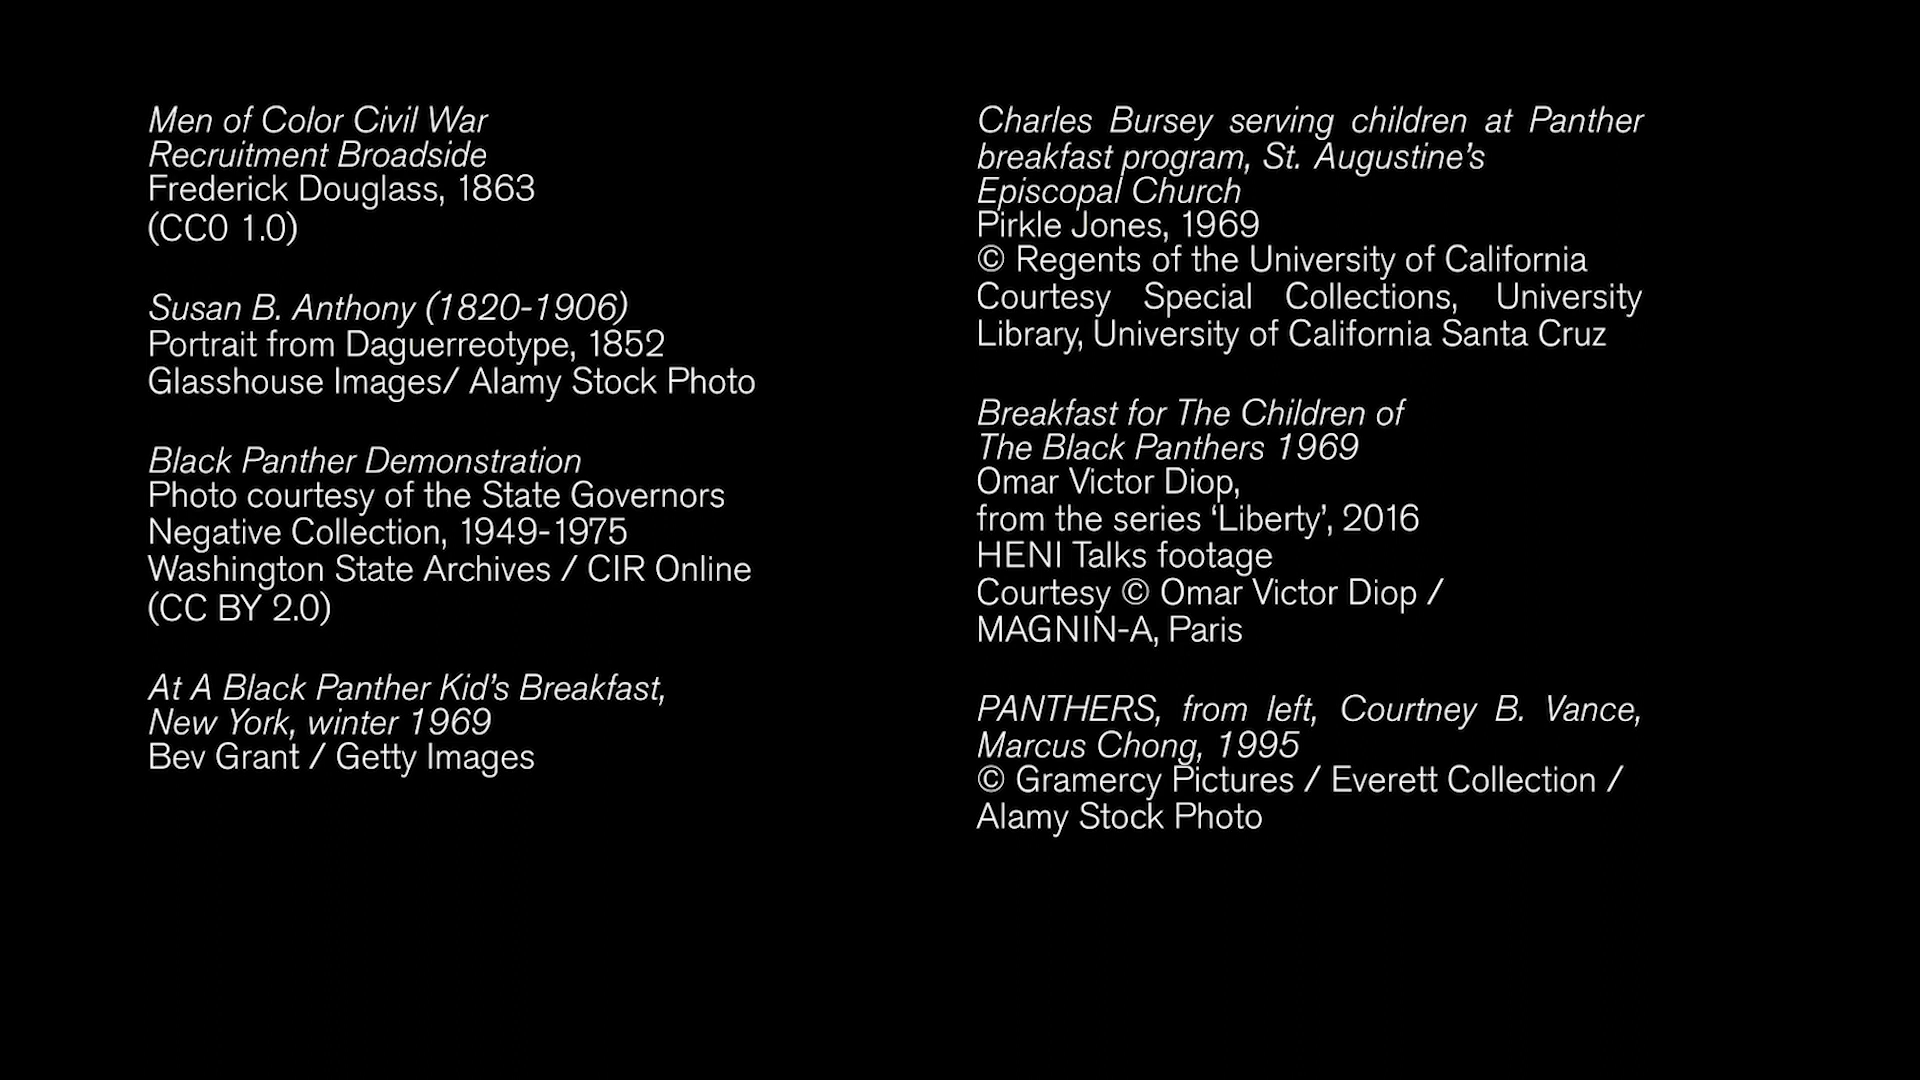 Men of Color Civil War
Recruitment Broadside
Frederick Douglass, 1863
(CC0 1.0)
Susan B. Anthony (1820-1906)
Portrait from Daguerreotype, 1852
Glasshouse Images/ Alamy Stock Photo
Black Panther Demonstration
Photo courtesy of the State Governors
Negative Collection, 1949-1975
Washington State Archives / CIR Online
(CC BY 2.0)
At A Black Panther Kid’s Breakfast,
New York, winter 1969
Bev Grant / Getty Images
Charles Bursey serving children at Panther
breakfast program, St. Augustine’s
Episcopal Church
Pirkle Jones, 1969
© Regents of the University of California
Courtesy Special Collections, University
Library, University of California Santa Cruz
Breakfast for The Children of
The Black Panthers 1969
Omar Victor Diop,
from the series ‘Liberty’, 2016
HENI Talks footage
Courtesy © Omar Victor Diop /
MAGNIN-A, Paris
PANTHERS, from left, Courtney B. Vance,
Marcus Chong, 1995
© Gramercy Pictures / Everett Collection /
Alamy Stock Photo